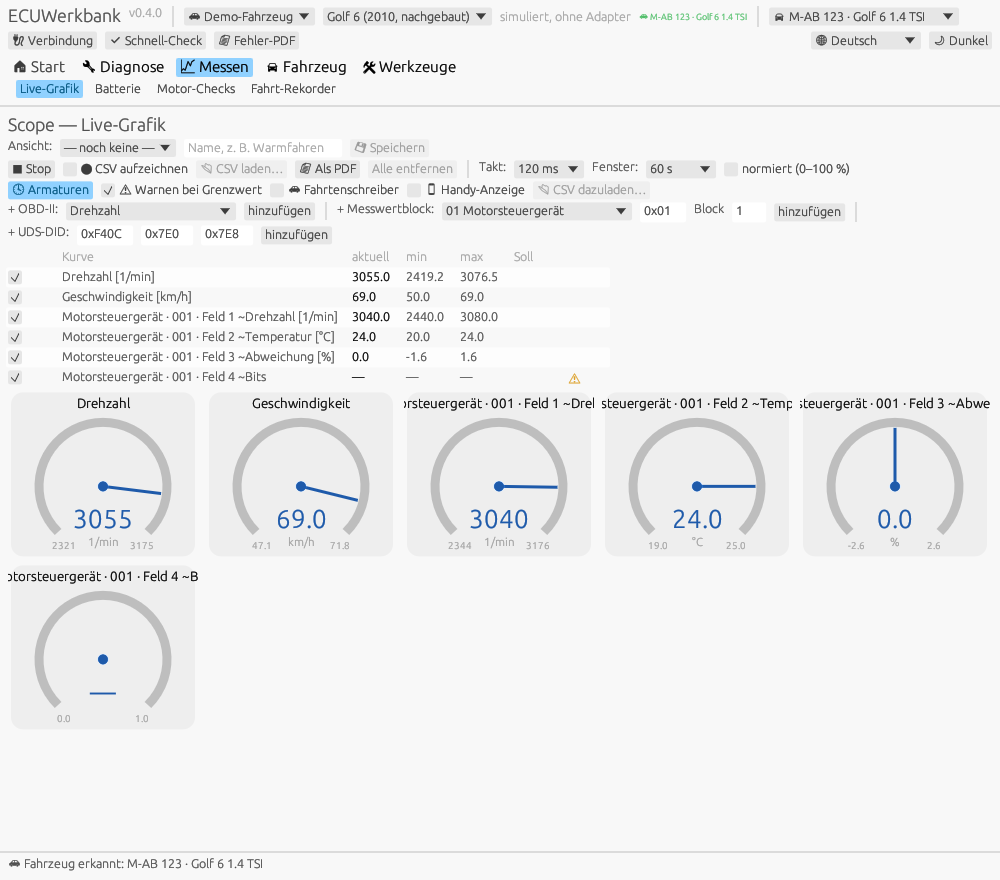 ECUWerkbank v0.4.0 Demo-Fahrzeug Golf 6 (2010, nachgebaut) simuliert, ohne Adapter M-AB 123 · Golf 6 1.4 TSI M-AB 123 · Golf 6 1.4 TSI
Verbindung Schnell-Check Fehler-PDF Deutsch Dunkel
Start Diagnose Messen Fahrzeug Werkzeuge
Live-Grafik Batterie Motor-Checks Fahrt-Rekorder
Scope — Live-Grafik
Ansicht: — noch keine — Name, z. B. Warmfahren Speichern
Stop CSV aufzeichnen CSV laden… Als PDF Alle entfernen Takt: 120 ms Fenster: 60 s normiert (0–100 %)
Armaturen Warnen bei Grenzwert Fahrtenschreiber Handy-Anzeige CSV dazuladen…
+ OBD-II: Drehzahl hinzufügen + Messwertblock: 01 Motorsteuergerät 0x01 Block 1 hinzufügen
+ UDS-DID: 0xF40C 0x7E0 0x7E8 hinzufügen
Kurve aktuell min max Soll
Drehzahl [1/min] 3055.0 2419.2 3076.5
Geschwindigkeit [km/h] 69.0 50.0 69.0
Motorsteuergerät · 001 · Feld 1 ~Drehzahl [1/min] 3040.0 2440.0 3080.0
Motorsteuergerät · 001 · Feld 2 ~Temperatur [°C] 24.0 20.0 24.0
Motorsteuergerät · 001 · Feld 3 ~Abweichung [%] 0.0 -1.6 1.6
Motorsteuergerät · 001 · Feld 4 ~Bits — — —
Drehzahl Geschwindigkeit orsteuergerät · 001 · Feld 1 ~Dreh steuergerät · 001 · Feld 2 ~Temp steuergerät · 001 · Feld 3 ~Abwe
3055 69.0 3040 24.0 0.0
2321 1/min 3175 47.1 km/h 71.8 2344 1/min 3176 19.0 °C 25.0 -2.6 % 2.6
otorsteuergerät · 001 · Feld 4 ~B
—
0.0 1.0
Fahrzeug erkannt: M-AB 123 · Golf 6 1.4 TSI